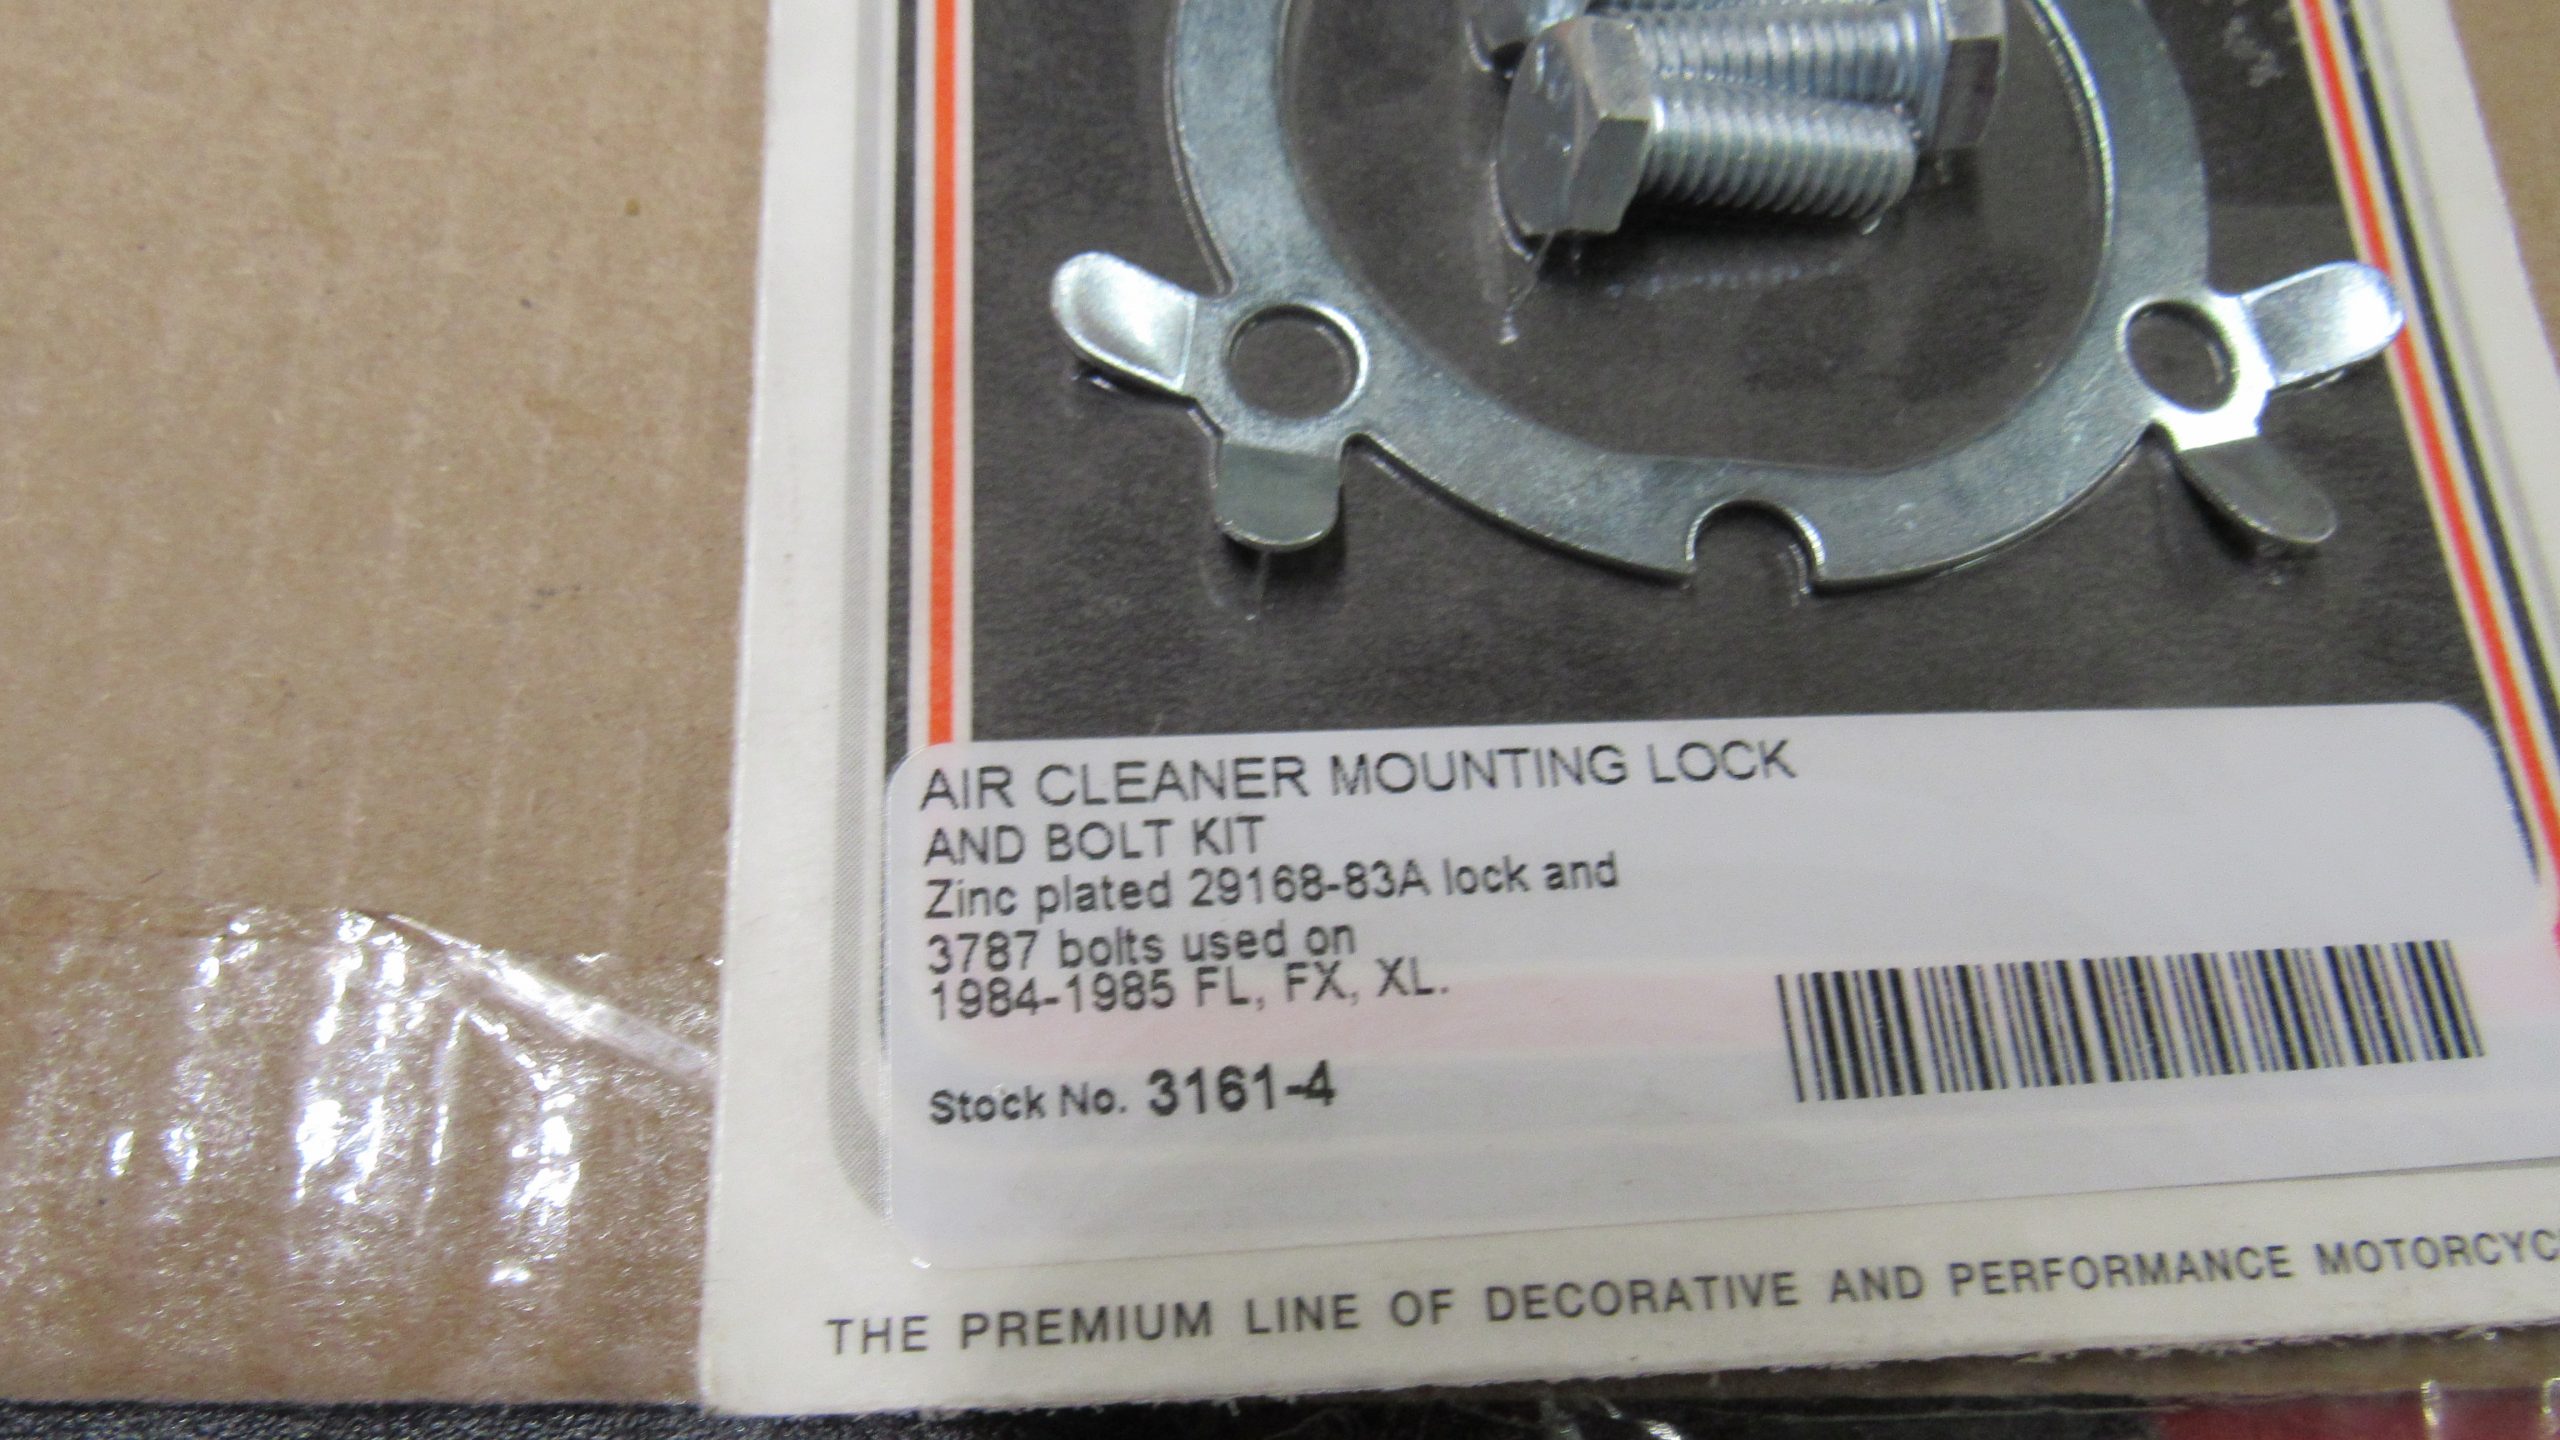 AIR CLEANER MOUNTING LOCK
AND BOLT KIT
Zinc plated 29168-83A lock and
3787 bolts used on
1984-1985 FL, FX, XL.
Stock No. 3161-4
THE PREMIUM LINE OF DECORATIVE AND PERFORMANCE MOTORCYC